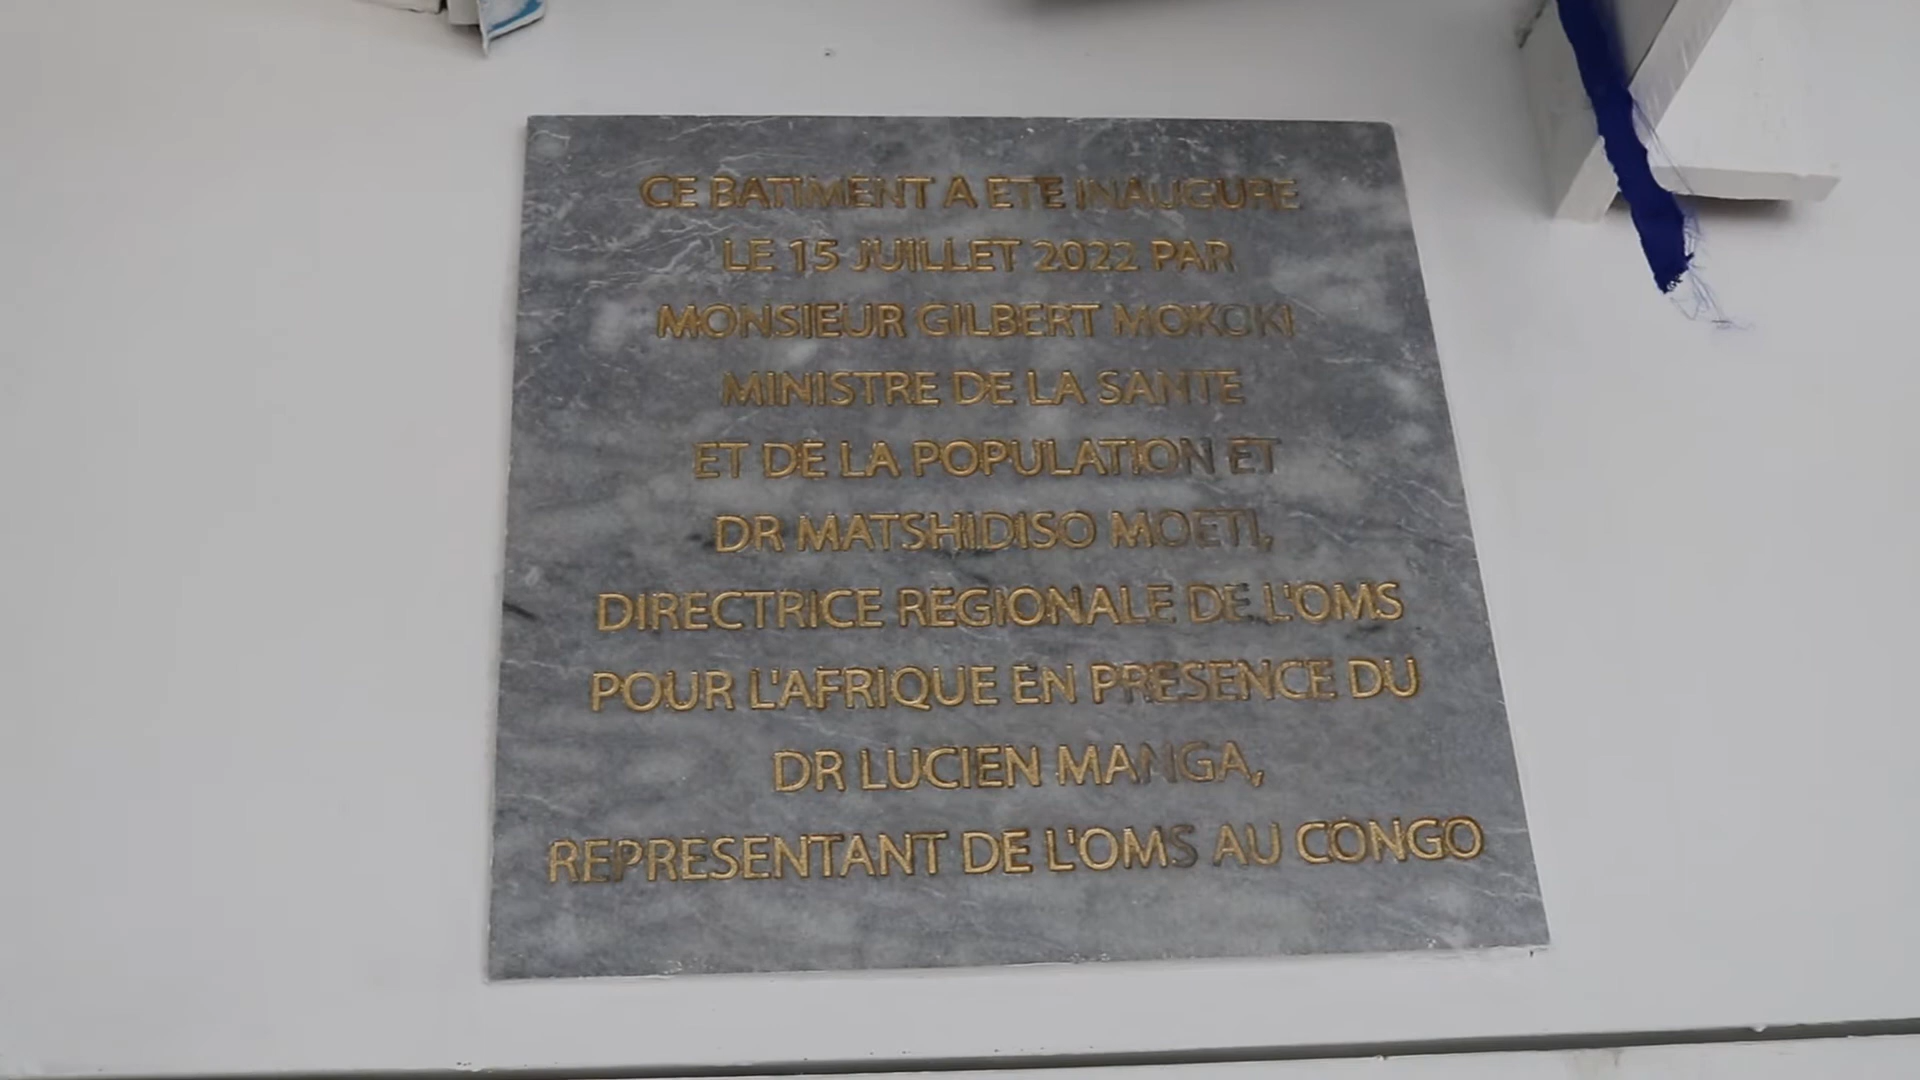 CE BATIMENT A ETE INAUGURE
LE 15 JUILLET 2022 PAR
MONSIEUR GILBERT MOKOKI
MINISTRE DE LA SANTE
ET DE LA POPULATION ET
DR MATSHIDISO MOETI,
DIRECTRICE REGIONALE DE L'OMS
POUR L'AFRIQUE EN PRESENCE DU
DR LUCIEN MANGA,
REPRESENTANT DE L'OMS AU CONGO